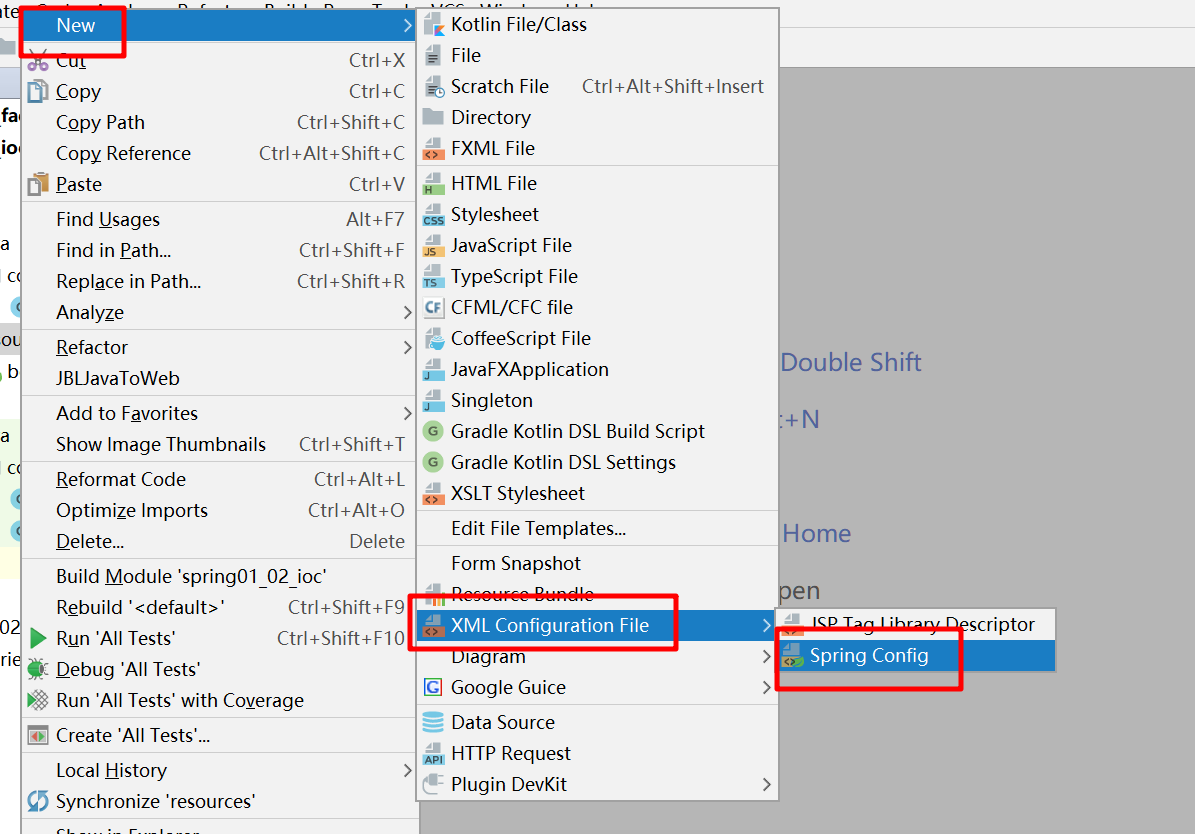 New
Cut Ctrl+X
Copy Ctrl+C
Copy Path Ctrl+Shift+C
Copy Reference Ctrl+Alt+Shift+C
Paste Ctrl+V
Find Usages Alt+F7
Find in Path... Ctrl+Shift+F
Replace in Path... Ctrl+Shift+R
Analyze
Refactor
JBLJavaToWeb
Add to Favorites
Show Image Thumbnails Ctrl+Shift+T
Reformat Code Ctrl+Alt+L
Optimize Imports Ctrl+Alt+O
Delete... Delete
Build Module 'spring01_02_ioc'
Rebuild '<default>' Ctrl+Shift+F9
Run 'All Tests' Ctrl+Shift+F10
Debug 'All Tests'
Run 'All Tests' with Coverage
Create 'All Tests'...
Local History
Synchronize 'resources'
Show in Explorer
Kotlin File/Class
File
Scratch File Ctrl+Alt+Shift+Insert
Directory
FXML File
HTML File
Stylesheet
JavaScript File
TypeScript File
CFML/CFC file
CoffeeScript File
JavaFXApplication
Singleton
Gradle Kotlin DSL Build Script
Gradle Kotlin DSL Settings
XSLT Stylesheet
Edit File Templates...
Form Snapshot
Resource Bundle
XML Configuration File
Diagram
Google Guice
Data Source
HTTP Request
Plugin DevKit
JSP Tag Library Descriptor
Spring Config
Double Shift
+N
Home
pen